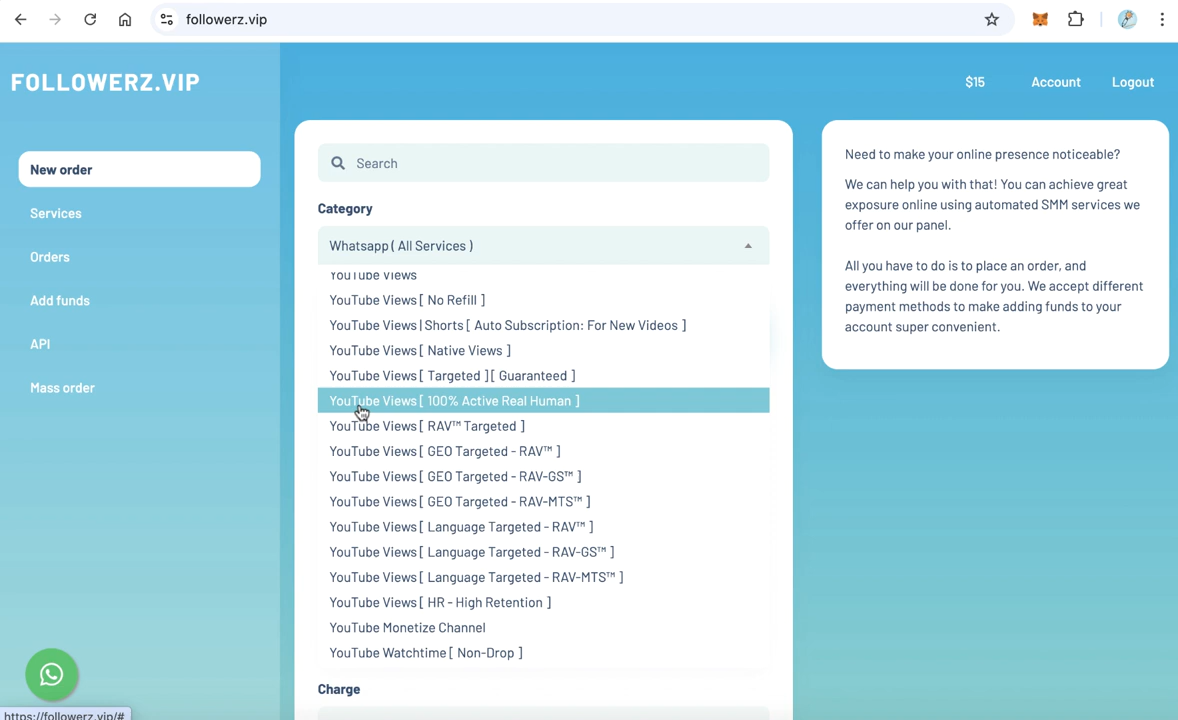 followerz.vip
FOLLOWERZ.VIP
$15
Account
Logout
New order
Services
Orders
Add funds
API
Mass order
Search
Category
Whatsapp ( All Services )
YouTube Views
YouTube Views [ No Refill ]
YouTube Views | Shorts [ Auto Subscription: For New Videos ]
YouTube Views [ Native Views ]
YouTube Views [ Targeted ] [ Guaranteed ]
YouTube Views [ 100% Active Real Human ]
YouTube Views [ RAV™ Targeted ]
YouTube Views [ GEO Targeted - RAV™ ]
YouTube Views [ GEO Targeted - RAV-GS™ ]
YouTube Views [ GEO Targeted - RAV-MTS™ ]
YouTube Views [ Language Targeted - RAV™ ]
YouTube Views [ Language Targeted - RAV-GS™ ]
YouTube Views [ Language Targeted - RAV-MTS™ ]
YouTube Views [ HR - High Retention ]
YouTube Monetize Channel
YouTube Watchtime [ Non-Drop ]
Charge
Need to make your online presence noticeable?
We can help you with that! You can achieve great
exposure online using automated SMM services we
offer on our panel.
All you have to do is to place an order, and
everything will be done for you. We accept different
payment methods to make adding funds to your
account super convenient.
https://followerz.vip/#